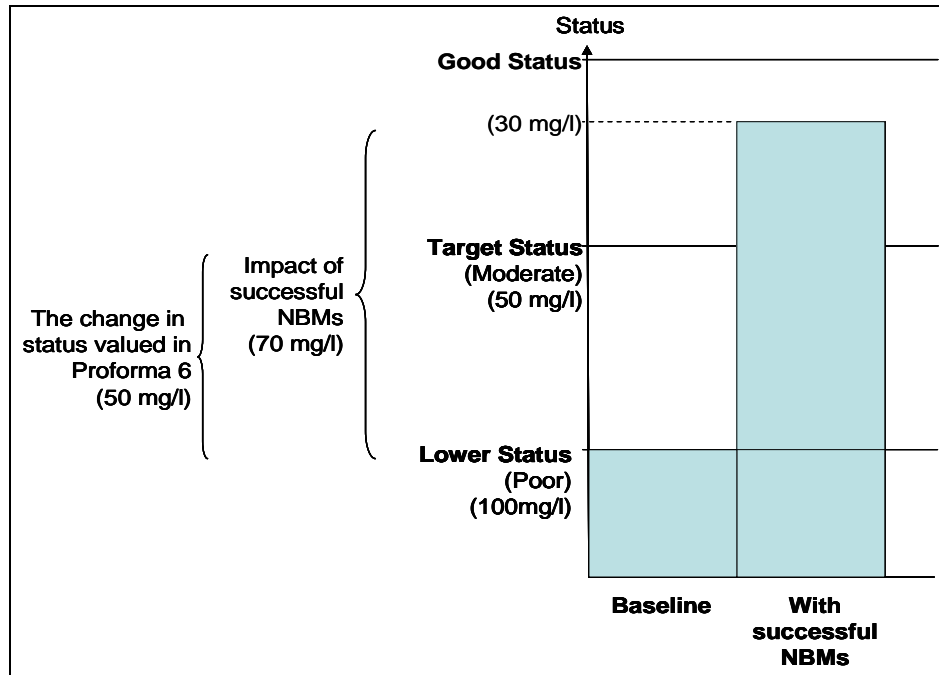 Status
Good Status
(30 mg/l)
Target Status
(Moderate)
(50 mg/l)
Impact of
successful
NBMs
(70 mg/l)
The change in
status valued in
Proforma 6
(50 mg/l)
Lower Status
(Poor)
(100mg/l)
Baseline
With
successful
NBMs